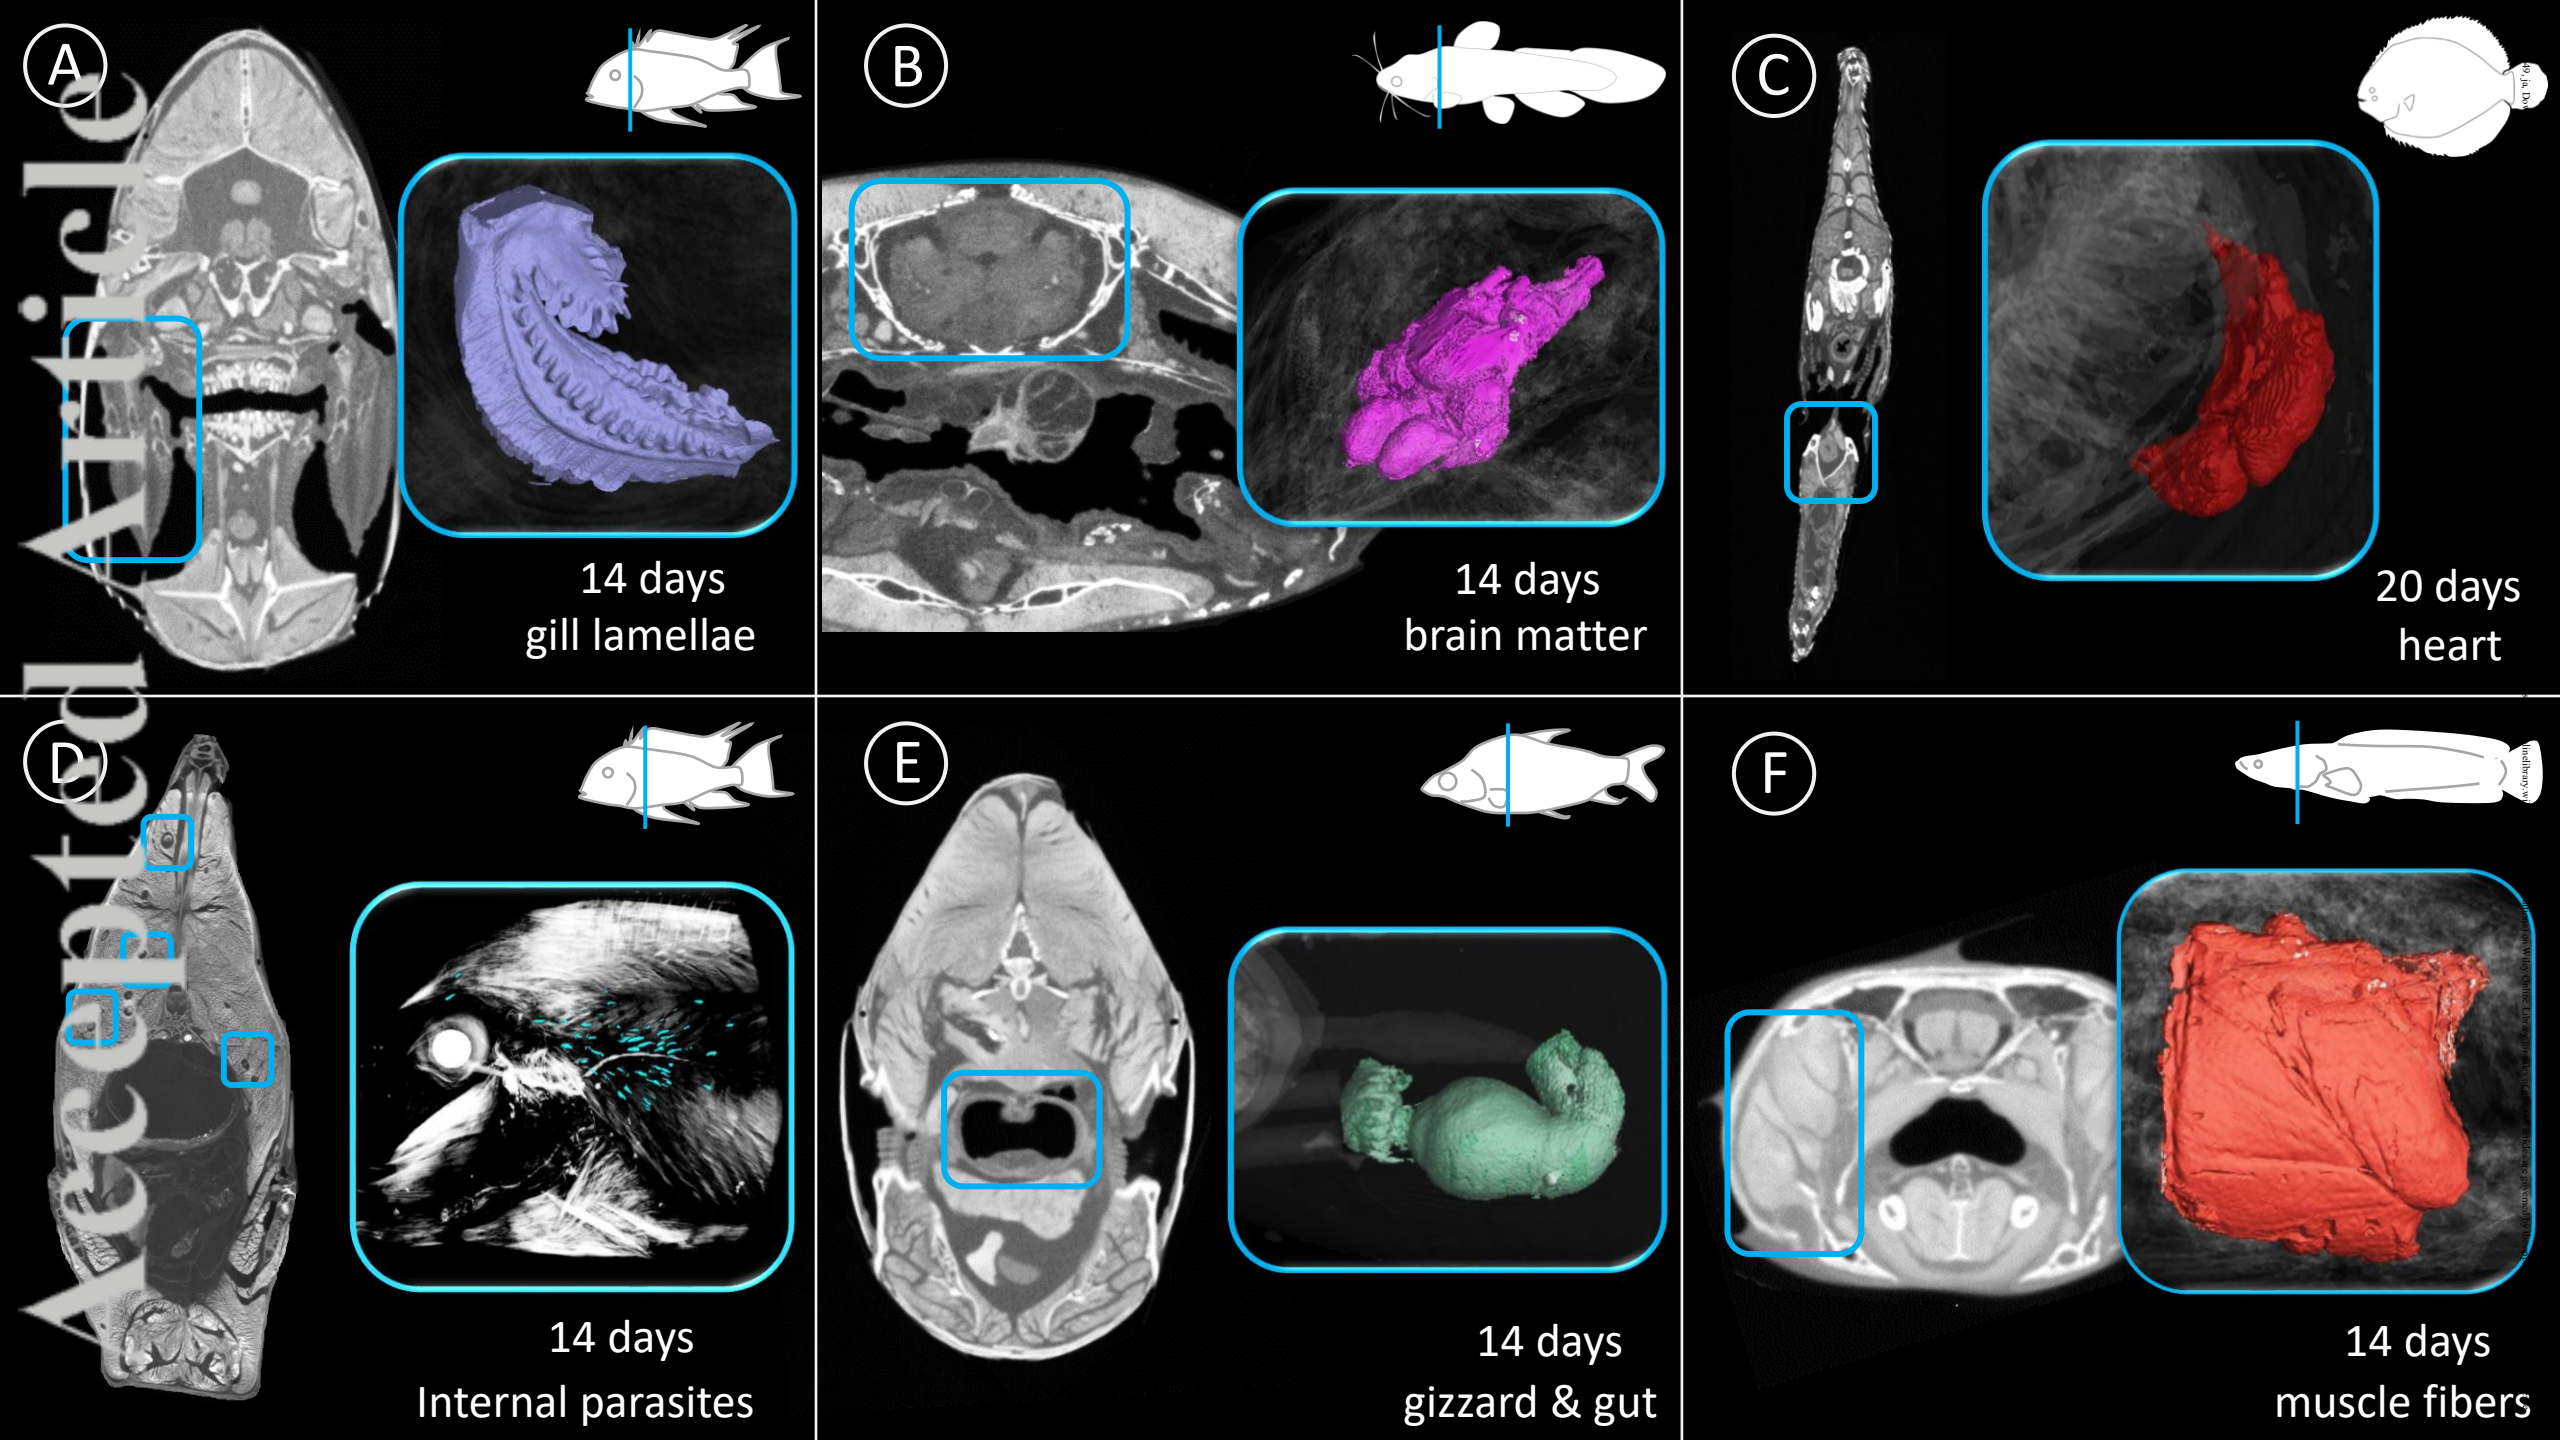 A
14 days
gill lamellae
B
14 days
brain matter
C
20 days
heart
D
14 days
Internal parasites
E
14 days
gizzard & gut
F
14 days
muscle fibers
Accepted Article